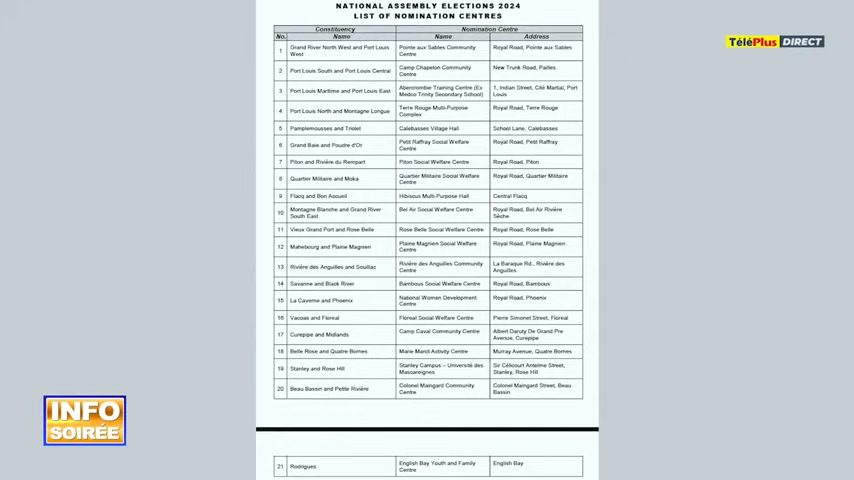 NATIONAL ASSEMBLY ELECTIONS 2024
LIST OF NOMINATION CENTRES
TéléPlus DIRECT
Constituency Nomination Centre
No. Name Name Address
1 Grand River North West and Port Louis West Pointe aux Sables Community Centre Royal Road, Pointe aux Sables
2 Port Louis South and Port Louis Central Camp Chapelon Community Centre New Trunk Road, Pailles
3 Port Louis Maritime and Port Louis East Abercrombie Training Centre (Ex Medco Trinity Secondary School) 1, Indian Street, Cité Martial, Port Louis
4 Port Louis North and Montagne Longue Terre Rouge Multi-Purpose Complex Royal Road, Terre Rouge
5 Pamplemousses and Triolet Calebasses Village Hall School Lane, Calebasses
6 Grand Baie and Poudre d'Or Petit Raffray Social Welfare Centre Royal Road, Petit Raffray
7 Piton and Rivière du Rempart Piton Social Welfare Centre Royal Road, Piton
8 Quartier Militaire and Moka Quartier Militaire Social Welfare Centre Royal Road, Quartier Militaire
9 Flacq and Bon Accueil Hibiscus Multi-Purpose Hall Central Flacq
10 Montagne Blanche and Grand River South East Bel Air Social Welfare Centre Royal Road, Bel Air Rivière Sèche
11 Vieux Grand Port and Rose Belle Rose Belle Social Welfare Centre Royal Road, Rose Belle
12 Mahebourg and Plaine Magnien Plaine Magnien Social Welfare Centre Royal Road, Plaine Magnien
13 Rivière des Anguilles and Souillac Rivière des Anguilles Community Centre La Baraque Rd., Rivière des Anguilles
14 Savanne and Black River Bambous Social Welfare Centre Royal Road, Bambous
15 La Caverne and Phoenix National Women Development Centre Royal Road, Phoenix
16 Vacoas and Floreal Floreal Social Welfare Centre Pierre Simonet Street, Floreal
17 Curepipe and Midlands Camp Caval Community Centre Albert Daruty De Grand Pre Avenue, Curepipe
18 Belle Rose and Quatre Bornes Marie Marot Activity Centre Murray Avenue, Quatre Bornes
19 Stanley and Rose Hill Stanley Campus – Université des Mascareignes Sir Célicourt Antelme Street, Stanley, Rose Hill
20 Beau Bassin and Petite Rivière Colonel Maingard Community Centre Colonel Maingard Street, Beau Bassin
INFO
SOIRÉE
21 Rodrigues English Bay Youth and Family Centre English Bay